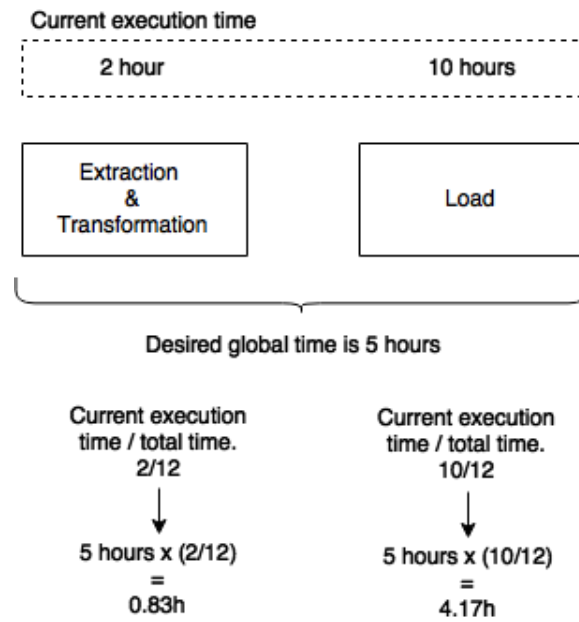 Current execution time
2 hour
10 hours
Extraction
&
Transformation
Load
Desired global time is 5 hours
Current execution
time / total time.
2/12
5 hours x (2/12)
=
0.83h
Current execution
time / total time.
10/12
5 hours x (10/12)
=
4.17h